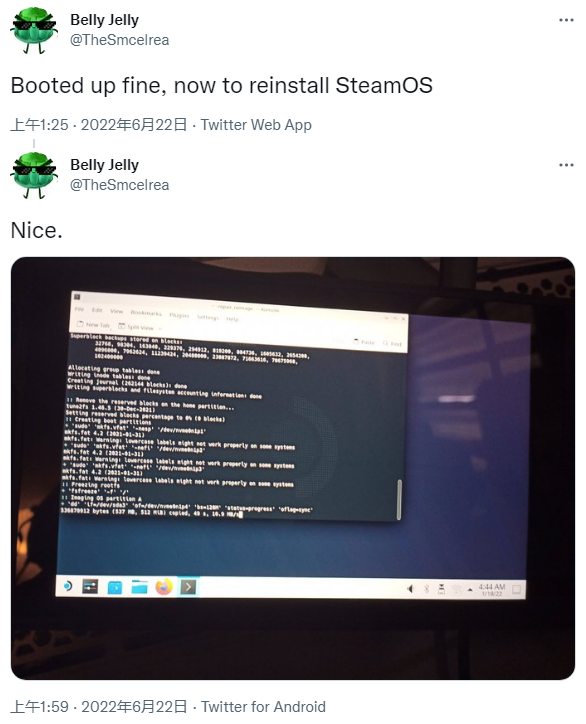 Belly Jelly
@TheSmcelrea
Booted up fine, now to reinstall SteamOS
上午1:25 · 2022年6月22日 · Twitter Web App
Belly Jelly
@TheSmcelrea
Nice.
File Edit View Bookmarks Plugins Settings Help
New Tab Split View
Paste Find
Superblock backups stored on blocks:
32768, 98304, 163840, 229376, 294912, 819200, 884736, 1605632, 2654208,
4096000, 7962624, 11239424, 20480000, 23887872, 71663616, 78675968,
102400000
Allocating group tables: done
Writing inode tables: done
Creating journal (262144 blocks): done
Writing superblocks and filesystem accounting information: done
:: Remove the reserved blocks on the home partition...
tune2fs 1.46.5 (30-Dec-2021)
Setting reserved blocks percentage to 0% (0 blocks)
:: Creating boot partitions
+ 'sudo' 'mkfs.vfat' '-nesp' '/dev/nvme0n1p1'
mkfs.fat 4.2 (2021-01-31)
mkfs.fat: Warning: lowercase labels might not work properly on some systems
+ 'sudo' 'mkfs.vfat' '-nefi' '/dev/nvme0n1p2'
mkfs.fat 4.2 (2021-01-31)
mkfs.fat: Warning: lowercase labels might not work properly on some systems
+ 'sudo' 'mkfs.vfat' '-nefi' '/dev/nvme0n1p3'
mkfs.fat 4.2 (2021-01-31)
mkfs.fat: Warning: lowercase labels might not work properly on some systems
:: Freezing rootfs
+ 'fsfreeze' '-f' '/'
:: Imaging OS partition A
+ 'dd' 'if=/dev/sda3' 'of=/dev/nvme0n1p4' 'bs=128M' 'status=progress' 'oflag=sync'
536870912 bytes (537 MB, 512 MiB) copied, 49 s, 10.9 MB/s
4:44 AM
1/19/22
上午1:59 · 2022年6月22日 · Twitter for Android